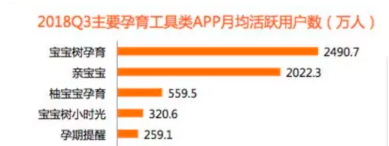 2018Q3主要孕育工具类APP月均活跃用户数（万人）
宝宝树孕育 2490.7
亲宝宝 2022.3
柚宝宝孕育 559.5
宝宝树小时光 320.6
孕期提醒 259.1